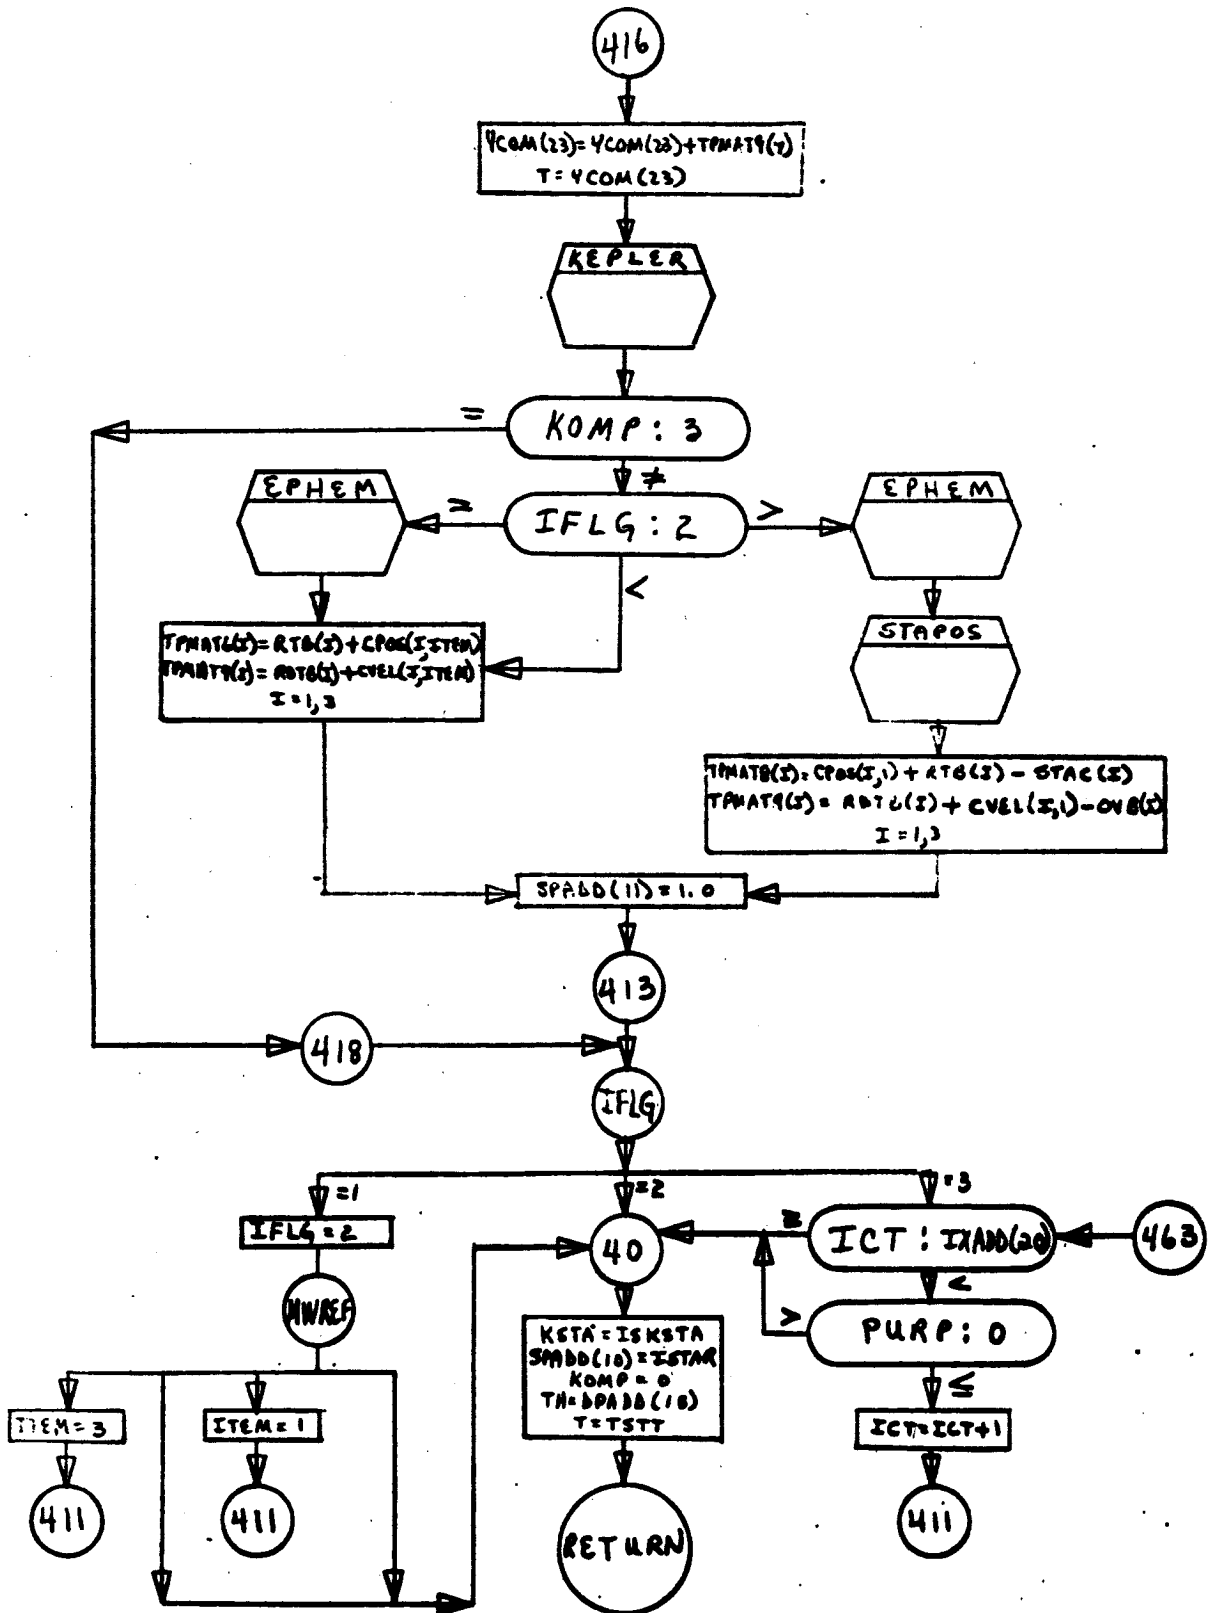 416
YCOM(23)=YCOM(23)+TPMAT9(4)
T=YCOM(23)
KEPLER
=
KOMP: 3
≠
EPHEM
=
IFLG: 2
>
EPHEM
<
STAPOS
TPMAT8(I)=RTB(I)+CPOS(I,ITEM)
TPMAT9(I)=RDTB(I)+CVEL(I,ITEM)
I=1,3
TPMAT8(I)=CPOS(I,1)+RTB(I)-STAC(I)
TPMAT9(I)=RDTB(I)+CVEL(I,1)-OVB(I)
I=1,3
SPADD(11)=1.0
413
418
IFLG
=1
=2
=3
IFLG=2
40
≥
ICT: IXADD(20)
463
<
MWREF
>
PURP: 0
≤
KSTA=ISKSTA
SPADD(10)=ISTAR
KOMP=0
TH=DPADD(18)
T=TSTT
ITEM=3
ITEM=1
ICT=ICT+1
411
411
RETURN
411